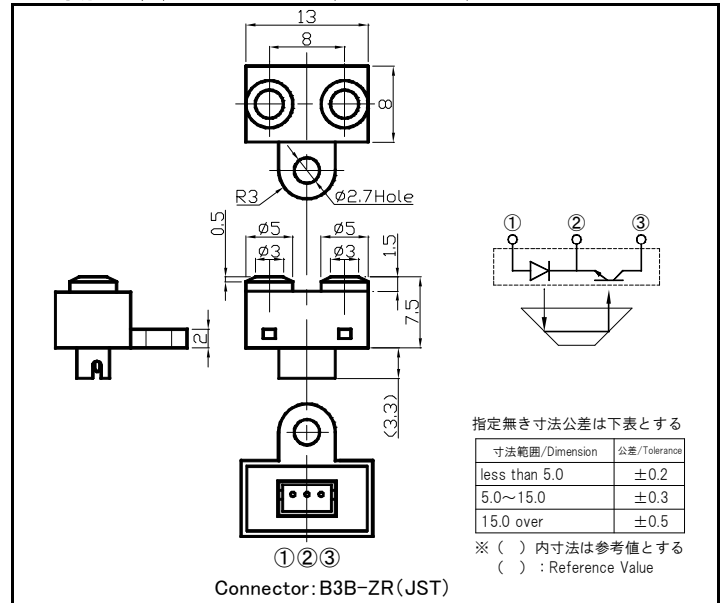 13
8
8
R3
ø2.7Hole
0.5
ø5
ø5
ø3
ø3
1.5
7.5
2
(3.3)
① ② ③
①②③
Connector:B3B-ZR(JST)
指定無き寸法公差は下表とする
寸法範囲/Dimension 公差/Tolerance
less than 5.0 ±0.2
5.0～15.0 ±0.3
15.0 over ±0.5
※（ ）内寸法は参考値とする
（ ）：Reference Value